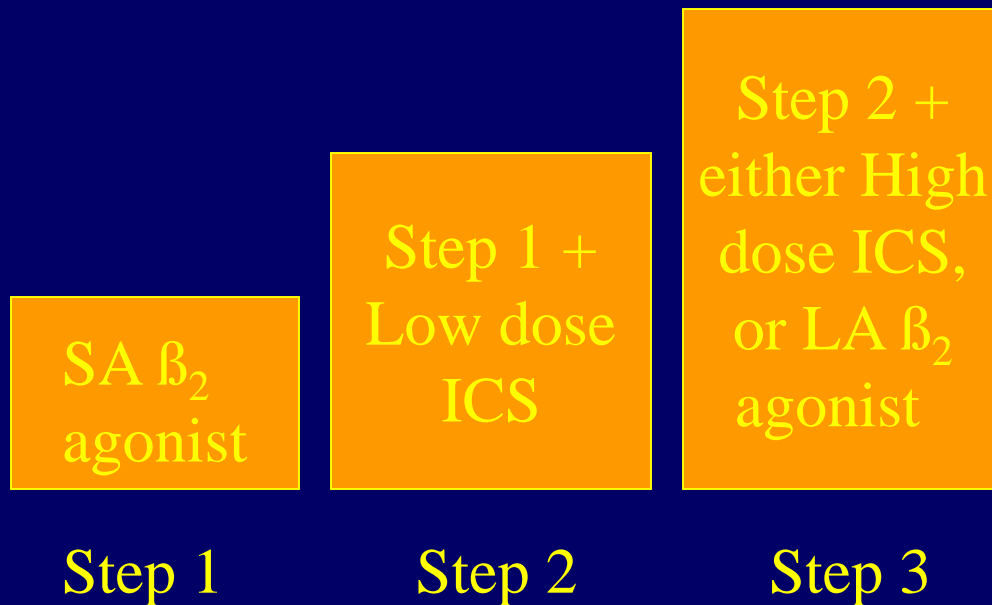 SA ß₂
agonist
Step 1 +
Low dose
ICS
Step 2 +
either High
dose ICS,
or LA ß₂
agonist
Step 1
Step 2
Step 3